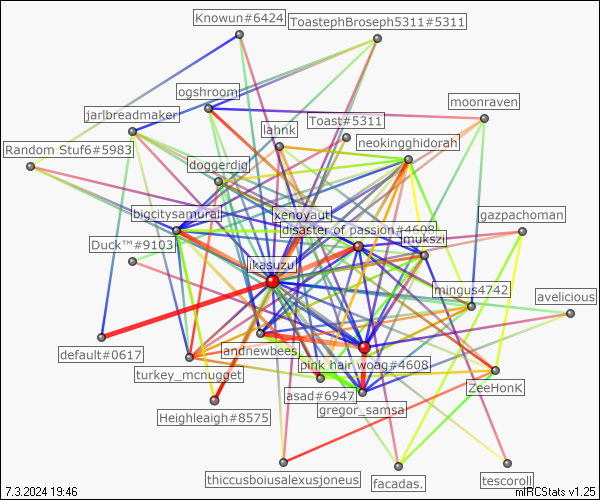 Knowun#6424
ToastephBroseph5311#5311
ogshroom
moonraven
jarlbreadmaker
Toast#5311
lahnk
neokingghidorah
Random Stuf6#5983
doggerdig
bigcitysamurai
xenoyaut
gazpachoman
disaster of passion#4698
mukszi
Duck™#9103
ikasuzu
mingus4742
avelicious
default#0617
andnewbees
pink hair woag#4608
turkey_mcnugget
asad#6947
ZeeHonK
gregor_samsa
Heighleaigh#8575
thiccusboiusalexusjoneus
facadas.
tescoroll
7.3.2024 19:46
mIRCStats v1.25